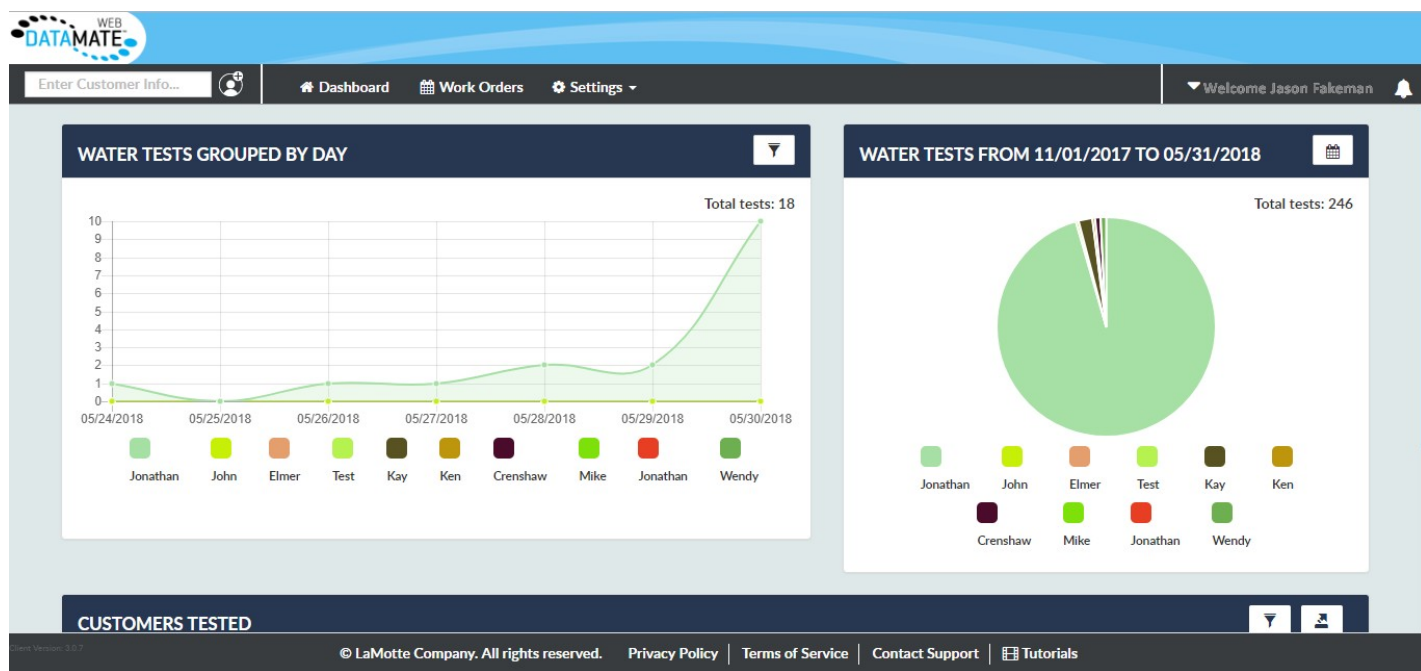 WEB
DATAMATE
Enter Customer Info... Dashboard Work Orders Settings Welcome Jason Fakeman
WATER TESTS GROUPED BY DAY
Total tests: 18
10
9
8
7
6
5
4
3
2
1
0
05/24/2018 05/25/2018 05/26/2018 05/27/2018 05/28/2018 05/29/2018 05/30/2018
Jonathan John Elmer Test Kay Ken Crenshaw Mike Jonathan Wendy
WATER TESTS FROM 11/01/2017 TO 05/31/2018
Total tests: 246
Jonathan John Elmer Test Kay Ken
Crenshaw Mike Jonathan Wendy
CUSTOMERS TESTED
Client Version: 3.0.7
© LaMotte Company. All rights reserved. Privacy Policy | Terms of Service | Contact Support | Tutorials